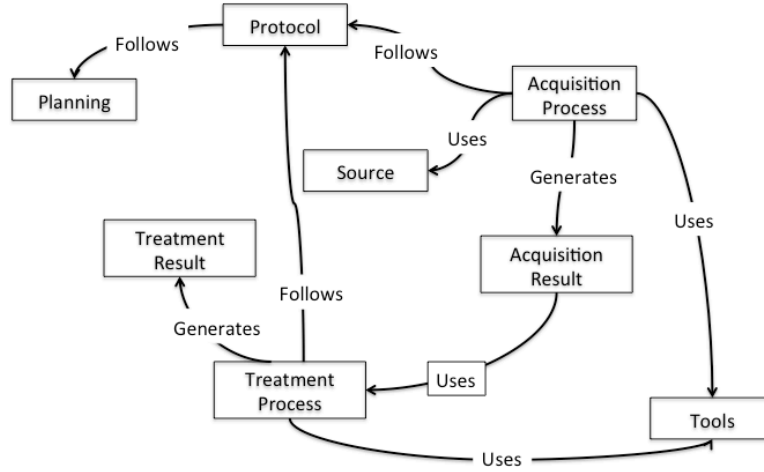 Protocol
Follows
Follows
Planning
Acquisition
Process
Uses
Source
Generates
Uses
Treatment
Result
Acquisition
Result
Follows
Generates
Treatment
Process
Uses
Tools
Uses